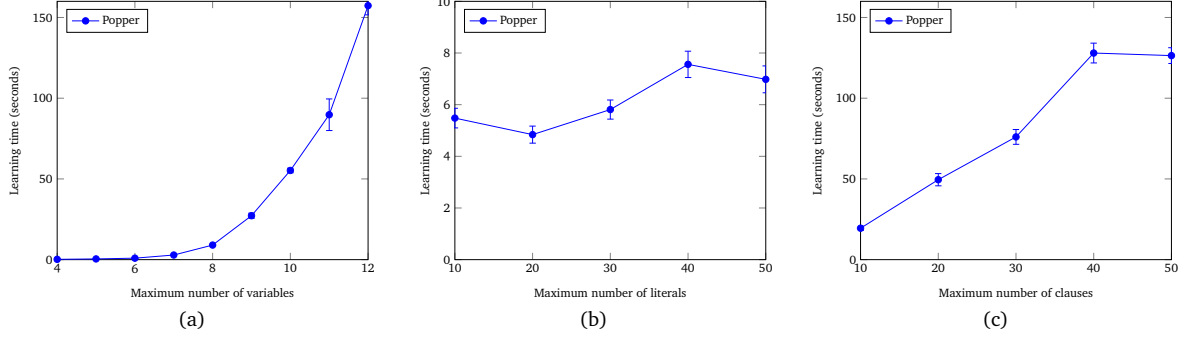 Popper
150
100
50
0
4
6
8
10
12
Learning time (seconds)
Maximum number of variables
(a)
Popper
10
8
6
4
2
0
10
20
30
40
50
Learning time (seconds)
Maximum number of literals
(b)
Popper
150
100
50
0
10
20
30
40
50
Learning time (seconds)
Maximum number of clauses
(c)